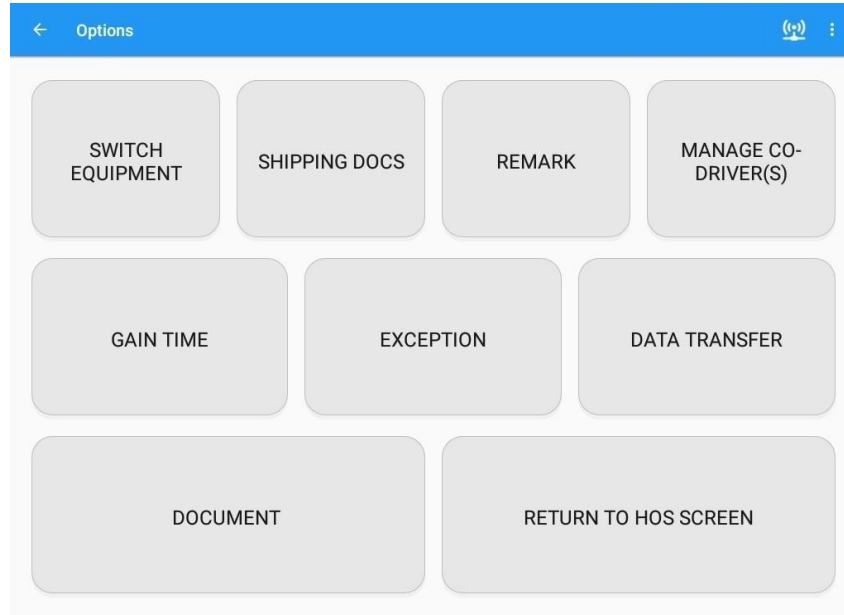 Options
SWITCH
EQUIPMENT
SHIPPING DOCS
REMARK
MANAGE CO-
DRIVER(S)
GAIN TIME
EXCEPTION
DATA TRANSFER
DOCUMENT
RETURN TO HOS SCREEN